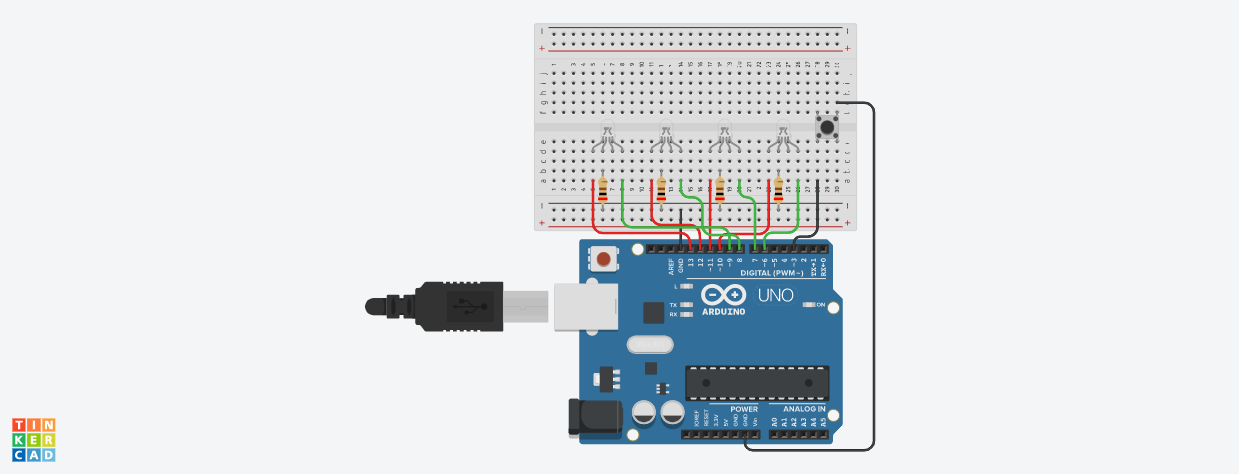 AREF
GND
13
12
~11
~10
~9
8
7
~6
~5
4
~3
2
TX→1
RX←0
DIGITAL (PWM~)
L
TX
RX
UNO
ARDUINO
ON
POWER
ANALOG IN
IOREF
RESET
3.3V
5V
GND
GND
Vin
A0
A1
A2
A3
A4
A5
TIN
KER
CAD